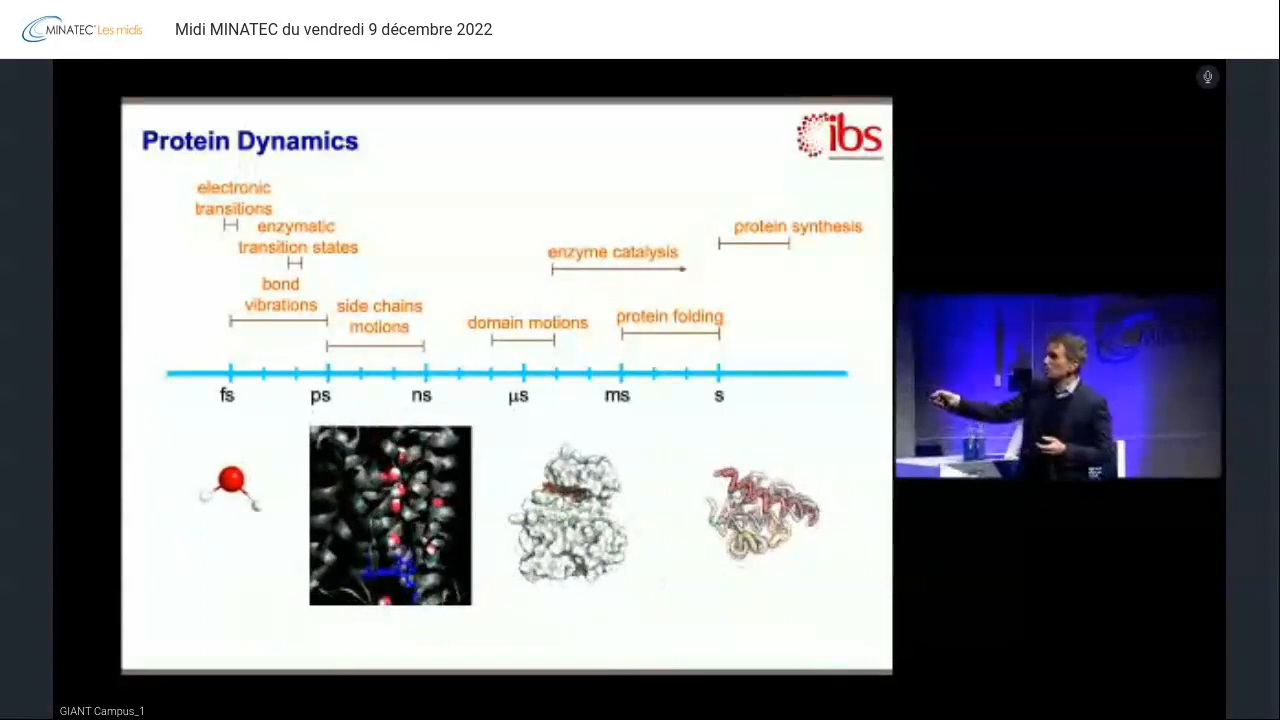 MINATEC Les midis
Midi MINATEC du vendredi 9 décembre 2022
Protein Dynamics
ibs
electronic
transitions
enzymatic
transition states
bond
vibrations
side chains
motions
enzyme catalysis
domain motions
protein folding
protein synthesis
fs ps ns μs ms s
GIANT Campus_1